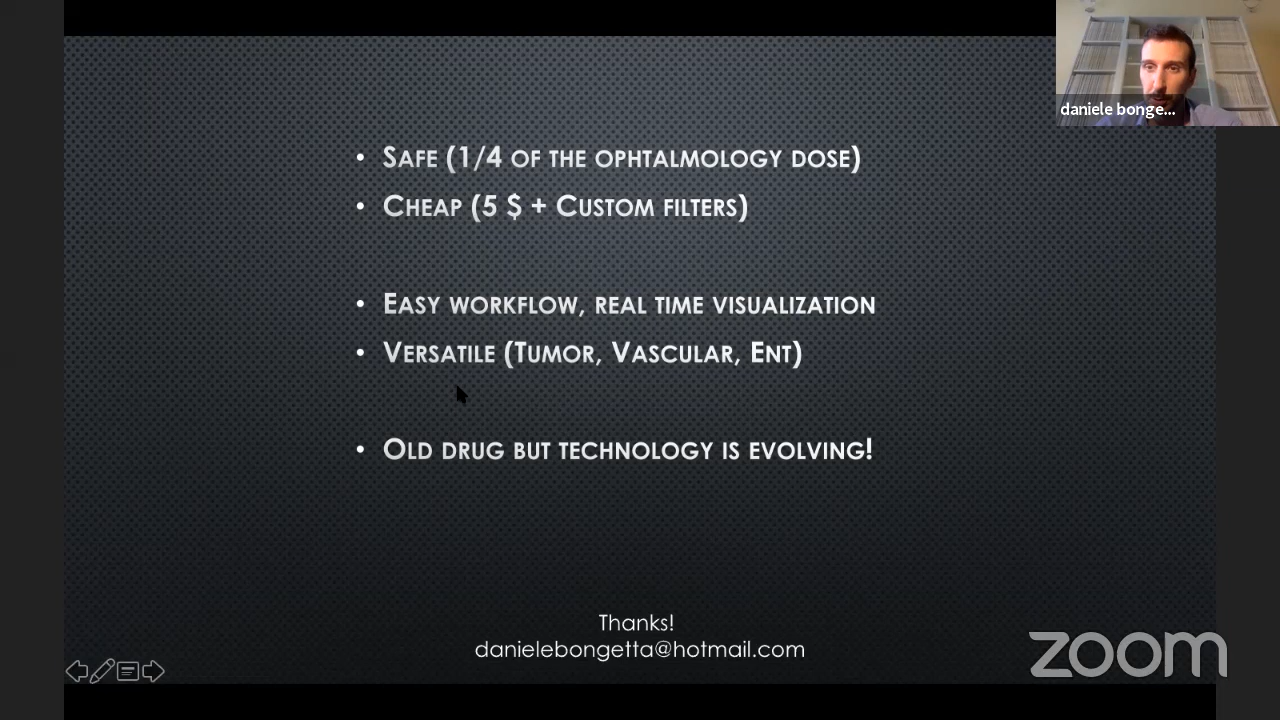 daniele bonge...
• Safe (1/4 of the ophtalmology dose)
• Cheap (5 $ + Custom filters)
• Easy workflow, real time visualization
• Versatile (Tumor, Vascular, Ent)
• Old drug but technology is evolving!
Thanks!
danielebongetta@hotmail.com
zoom